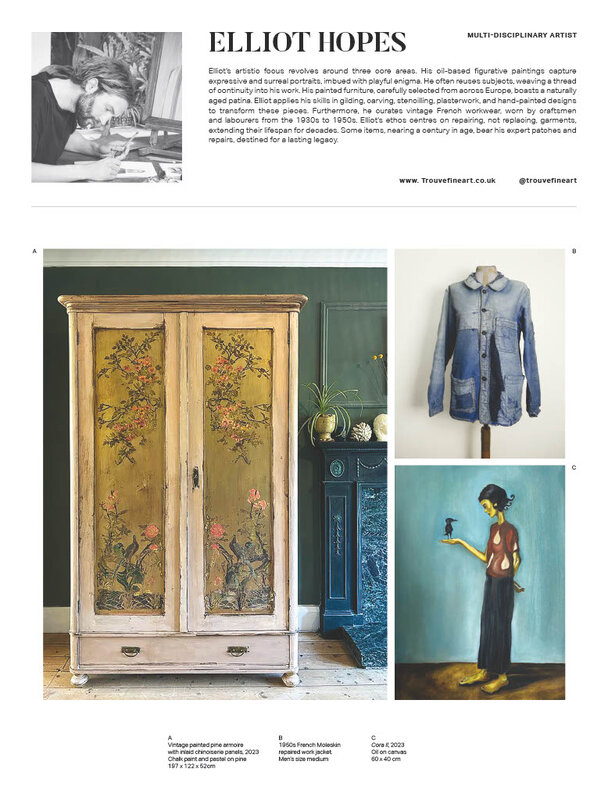 ELLIOT HOPES
MULTI-DISCIPLINARY ARTIST
Elliot's artistic focus revolves around three core areas. His oil-based figurative paintings capture
expressive and surreal portraits, imbued with playful enigma. He often reuses subjects, weaving a thread
of continuity into his work. His painted furniture, carefully selected from across Europe, boasts a naturally
aged patina. Elliot applies his skills in gilding, carving, stencilling, plasterwork, and hand-painted designs
to transform these pieces. Furthermore, he curates vintage French workwear, worn by craftsmen
and labourers from the 1930s to 1950s. Elliot's ethos centres on repairing, not replacing, garments,
extending their lifespan for decades. Some items, nearing a century in age, bear his expert patches and
repairs, destined for a lasting legacy.
www. Trouvefineart.co.uk @trouvefineart
A
B
C
A
Vintage painted pine armoire
with inlaid chinoiserie panels, 2023
Chalk paint and pastel on pine
197 x 122 x 52cm
B
1950s French Moleskin
repaired work jacket
Men's size medium
C
Cora II, 2023
Oil on canvas
60 x 40 cm